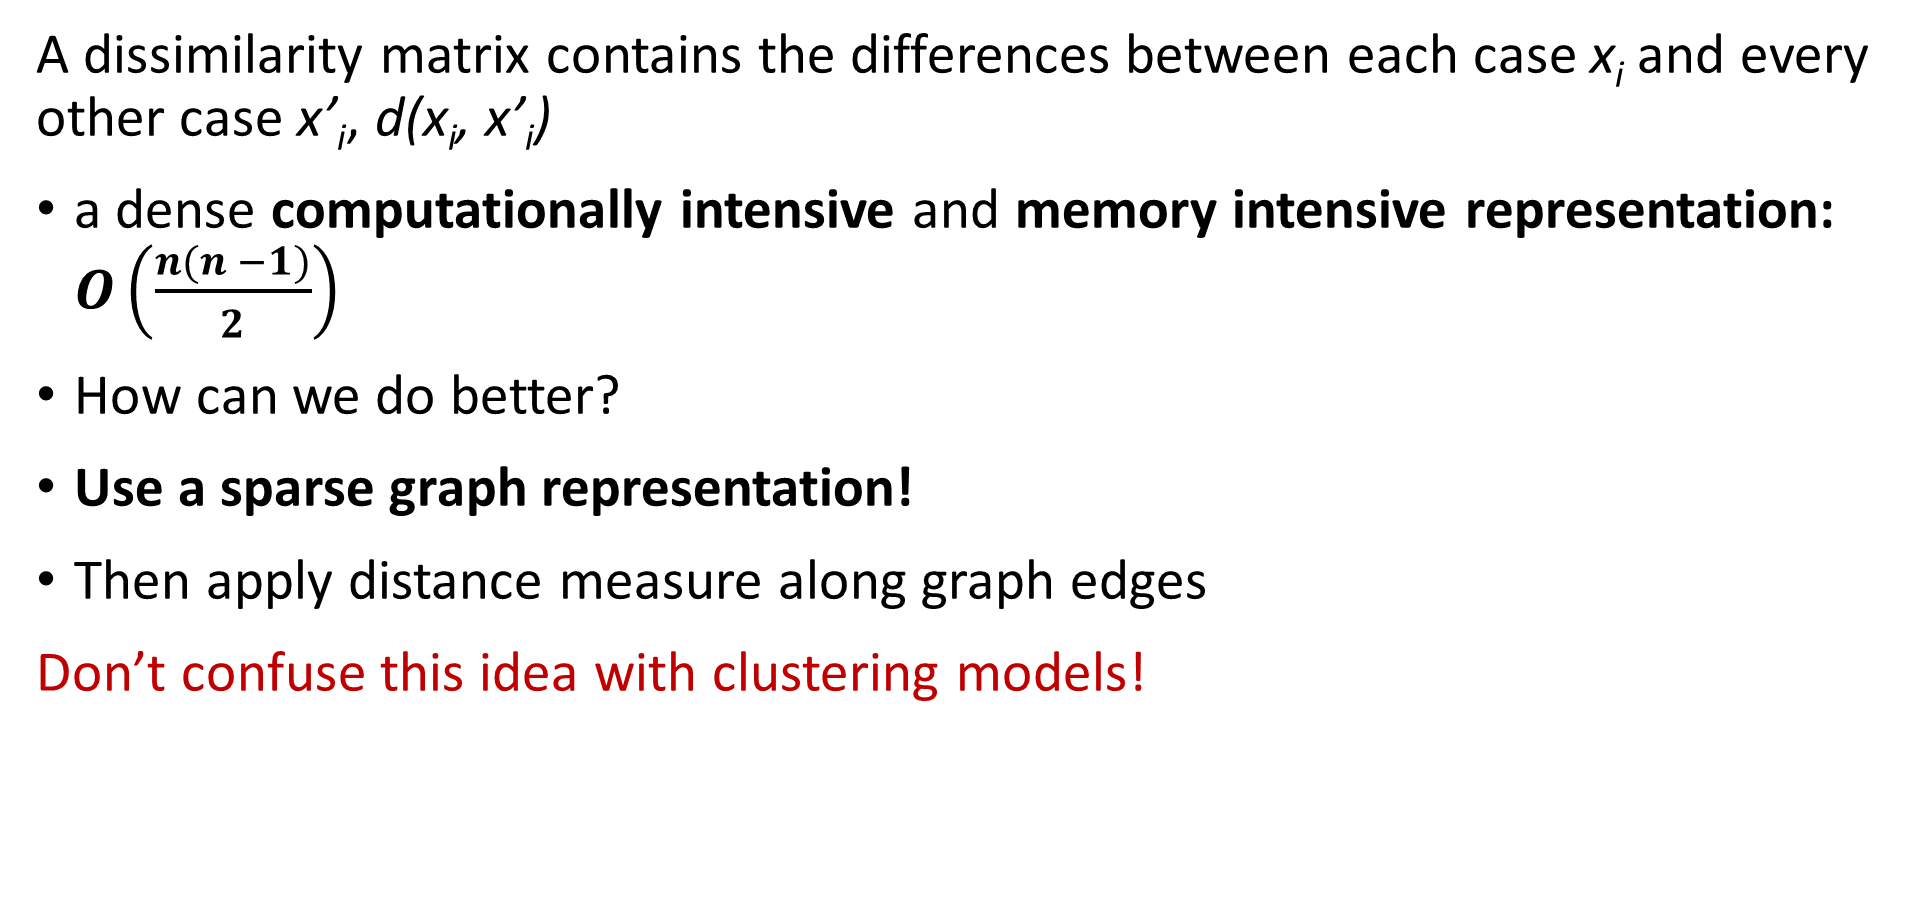 A dissimilarity matrix contains the differences between each case xᵢ and every
other case x’ᵢ, d(xᵢ, x’ᵢ)
• a dense computationally intensive and memory intensive representation:
O(n(n −1)/2)
• How can we do better?
• Use a sparse graph representation!
• Then apply distance measure along graph edges
Don’t confuse this idea with clustering models!